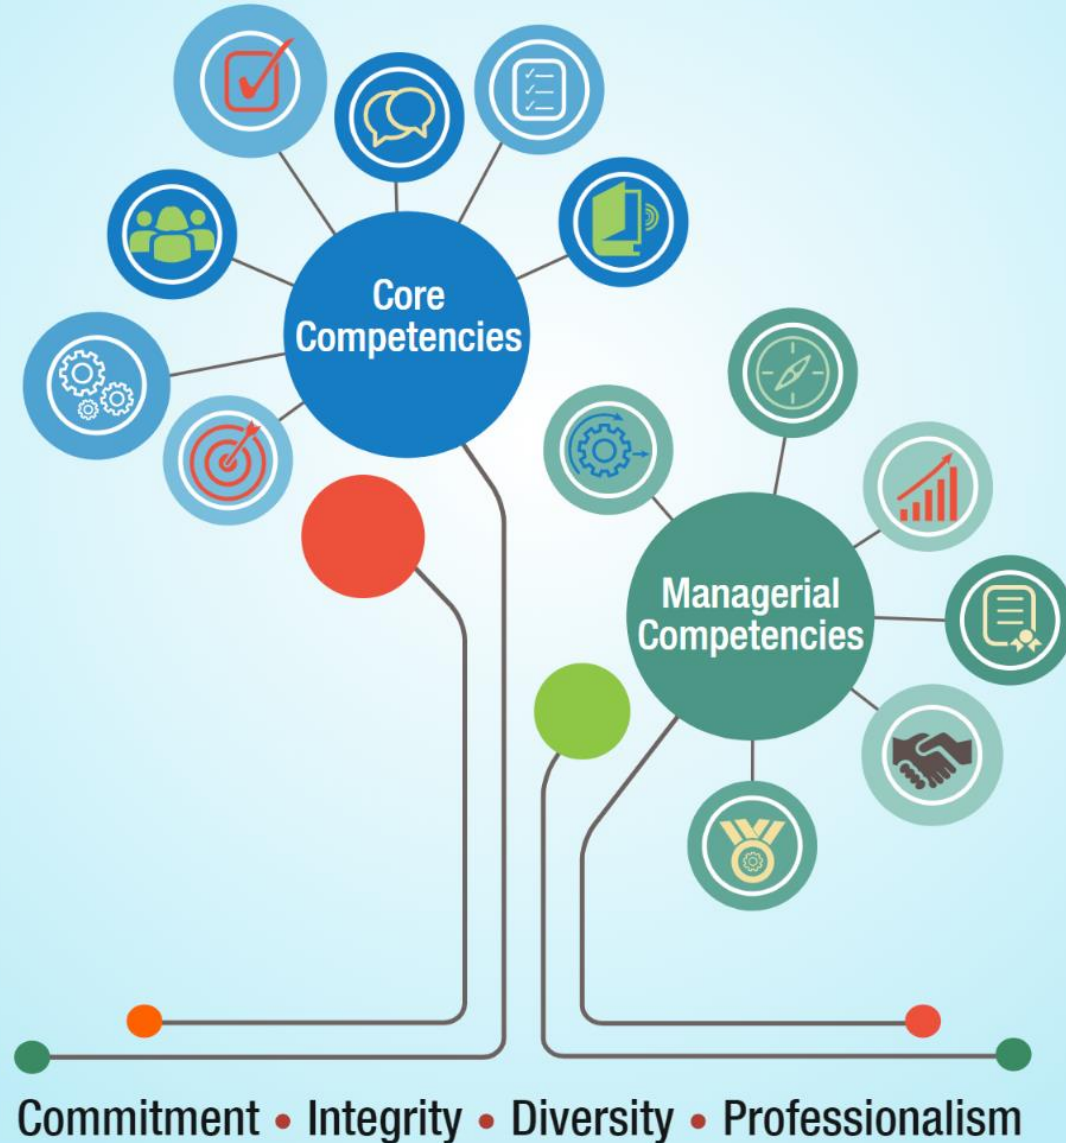 Core
Competencies
Managerial
Competencies
Commitment • Integrity • Diversity • Professionalism